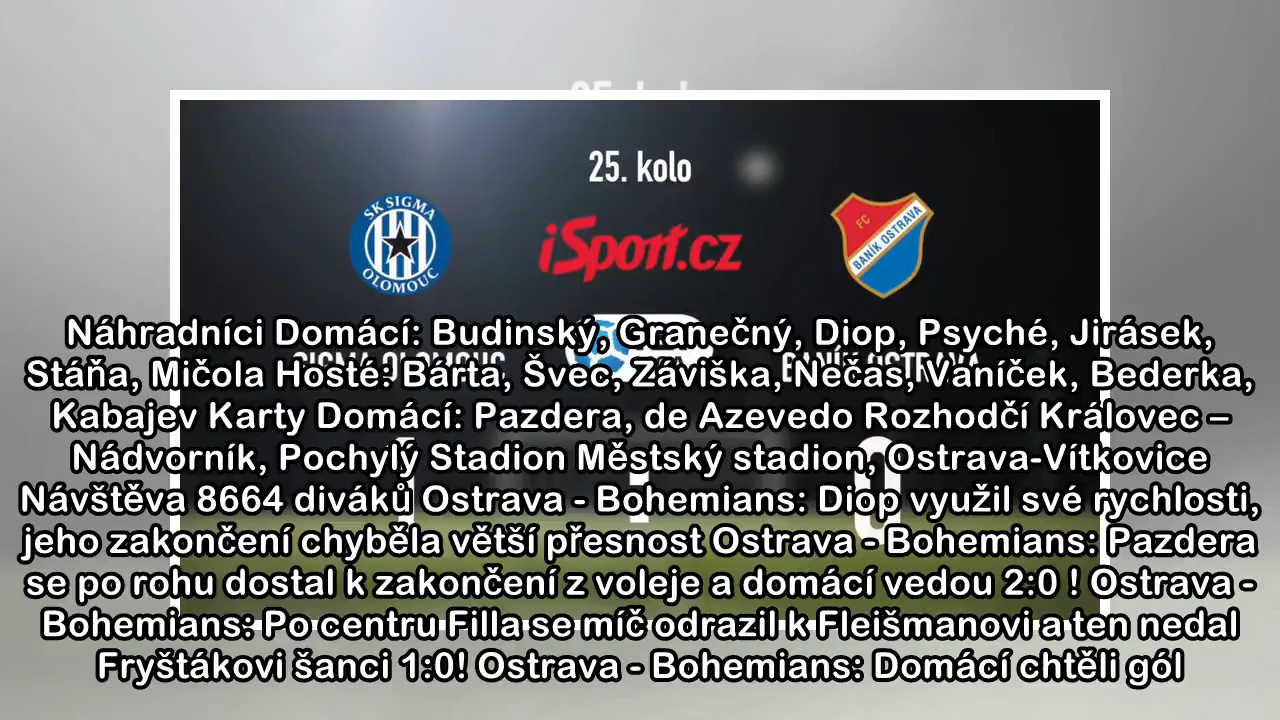 25. kolo
SK SIGMA
OLOMOUC
iSport.cz
FC
BANÍK OSTRAVA
SIGMA OLOMOUC
BANÍK OSTRAVA
Náhradníci Domácí: Budinský, Granečný, Diop, Psyché, Jirásek,
Stáňa, Mičola Hosté: Bárta, Švec, Záviška, Nečas, Vaníček, Bederka,
Kabajev Karty Domácí: Pazdera, de Azevedo Rozhodčí Královec –
Nádvorník, Pochylý Stadion Městský stadion, Ostrava-Vítkovice
Návštěva 8664 diváků Ostrava - Bohemians: Diop využil své rychlosti,
jeho zakončení chyběla větší přesnost Ostrava - Bohemians: Pazdera
se po rohu dostal k zakončení z voleje a domácí vedou 2:0 ! Ostrava -
Bohemians: Po centru Filla se míč odrazil k Fleišmanovi a ten nedal
Fryštákovi šanci 1:0! Ostrava - Bohemians: Domácí chtěli gól